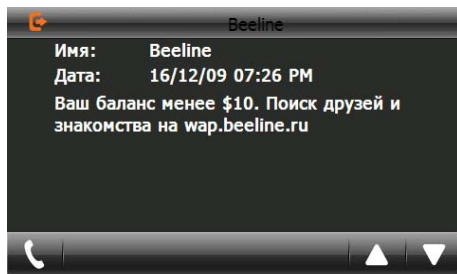 Beeline
Имя: Beeline
Дата: 16/12/09 07:26 PM
Ваш баланс менее $10. Поиск друзей и
знакомства на wap.beeline.ru